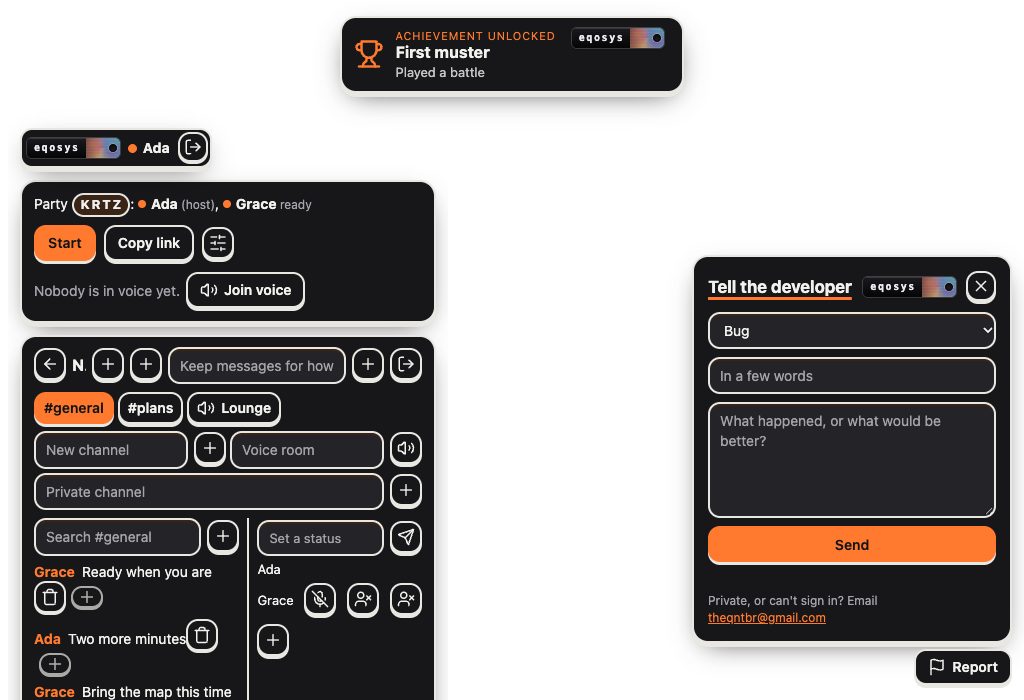 ACHIEVEMENT UNLOCKED
eqosys
First muster
Played a battle
eqosys Ada
Party KRTZ: Ada (host), Grace ready
Start Copy link
Nobody is in voice yet. Join voice
Tell the developer eqosys
Bug
In a few words
What happened, or what would be
better?
Send
Private, or can't sign in? Email
theqntbr@gmail.com
Report
N. Keep messages for how
#general #plans Lounge
New channel Voice room
Private channel
Search #general Set a status
Grace Ready when you are
Ada Two more minutes
Grace Bring the map this time
Ada
Grace